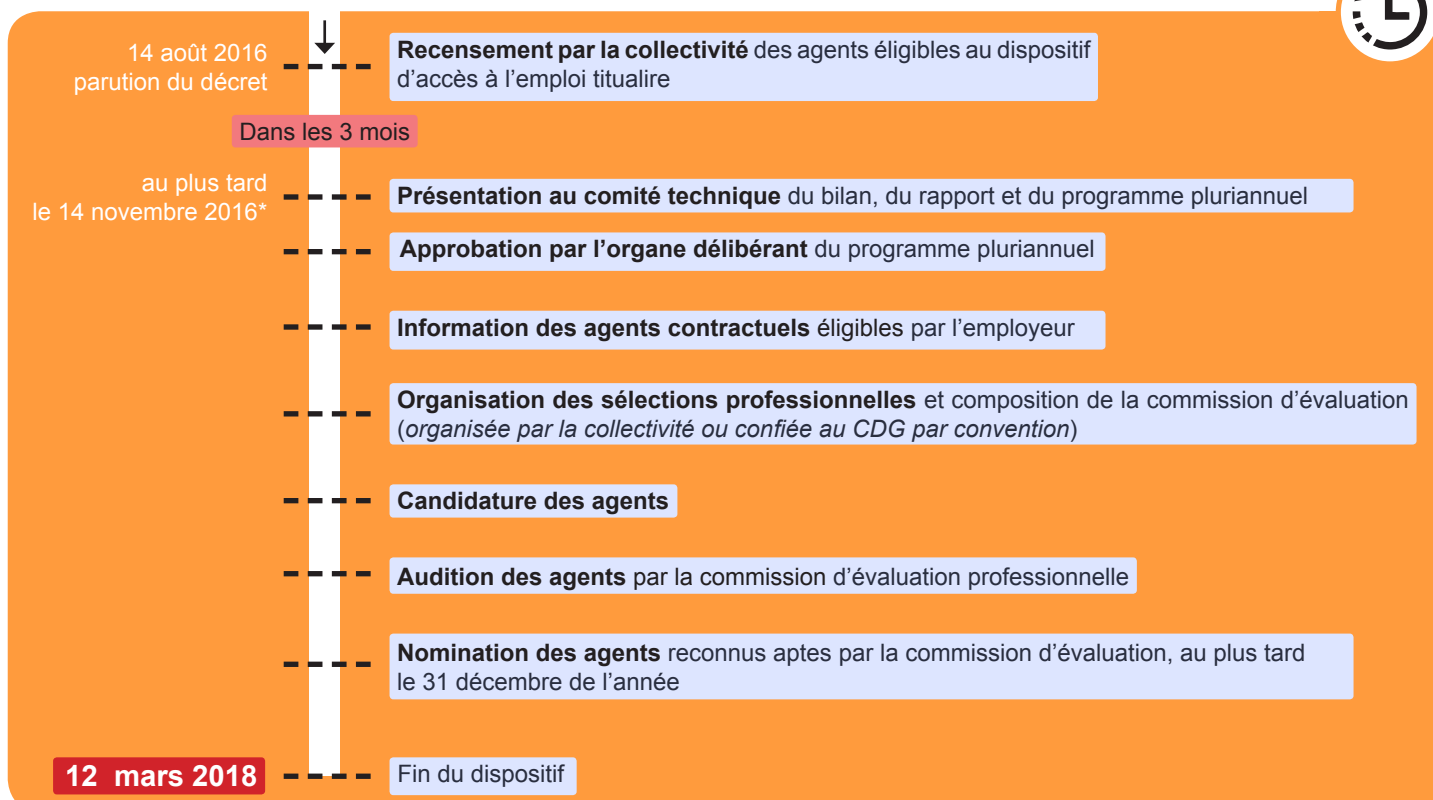 14 août 2016
parution du décret
Recensement par la collectivité des agents éligibles au dispositif
d’accès à l’emploi titualire
Dans les 3 mois
au plus tard
le 14 novembre 2016*
Présentation au comité technique du bilan, du rapport et du programme pluriannuel
Approbation par l’organe délibérant du programme pluriannuel
Information des agents contractuels éligibles par l’employeur
Organisation des sélections professionnelles et composition de la commission d’évaluation
(organisée par la collectivité ou confiée au CDG par convention)
Candidature des agents
Audition des agents par la commission d’évaluation professionnelle
Nomination des agents reconnus aptes par la commission d’évaluation, au plus tard
le 31 décembre de l’année
12 mars 2018
Fin du dispositif